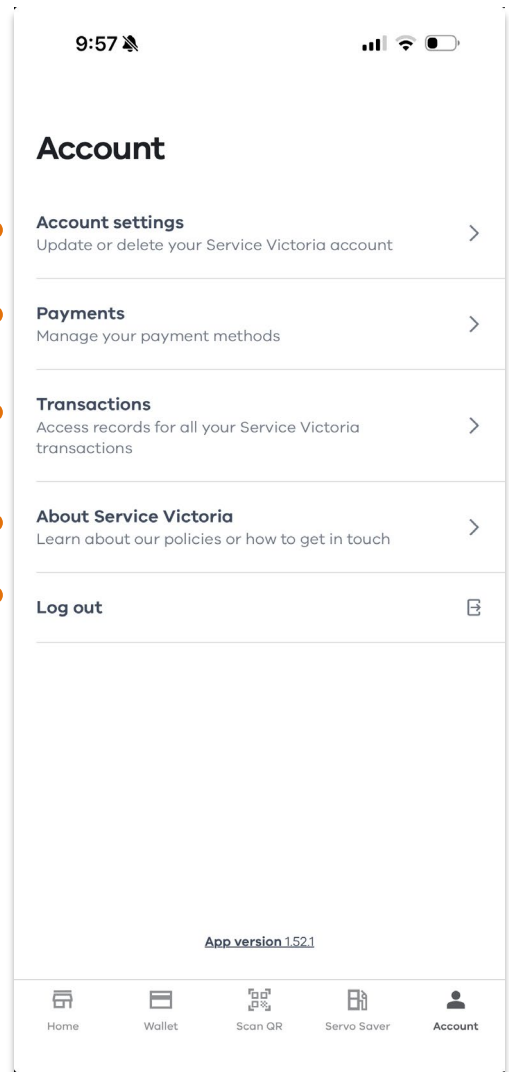 9:57
Account
Account settings
Update or delete your Service Victoria account
Payments
Manage your payment methods
Transactions
Access records for all your Service Victoria
transactions
About Service Victoria
Learn about our policies or how to get in touch
Log out
App version 1.52.1
Home Wallet Scan QR Servo Saver Account